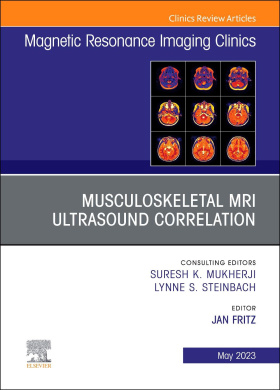 Clinics Review Articles
Magnetic Resonance Imaging Clinics
MUSCULOSKELETAL MRI
ULTRASOUND CORRELATION
CONSULTING EDITORS
SURESH K. MUKHERJI
LYNNE S. STEINBACH
EDITOR
JAN FRITZ
ELSEVIER
May 2023